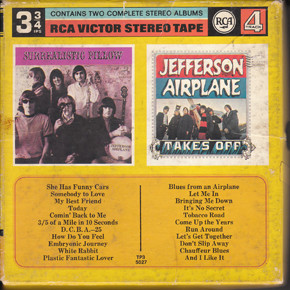 3 3/4 IPS
CONTAINS TWO COMPLETE STEREO ALBUMS
RCA VICTOR STEREO TAPE
RCA
4
TRACK
SURREALISTIC PILLOW
JEFFERSON
AIRPLANE
TAKES OFF
She Has Funny Cars
Somebody to Love
My Best Friend
Today
Comin' Back to Me
3/5 of a Mile in 10 Seconds
D.C.B.A.—25
How Do You Feel
Embryonic Journey
White Rabbit
Plastic Fantastic Lover
Blues from an Airplane
Let Me In
Bringing Me Down
It's No Secret
Tobacco Road
Come Up the Years
Run Around
Let's Get Together
Don't Slip Away
Chauffeur Blues
And I Like It
TP3
5027